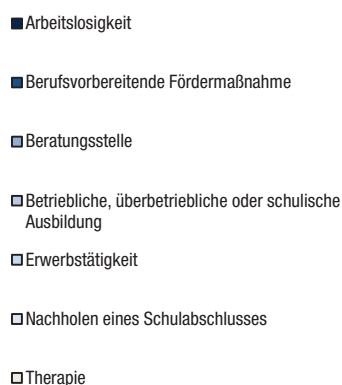 Arbeitslosigkeit
Berufsvorbereitende Fördermaßnahme
Beratungsstelle
Betriebliche, überbetriebliche oder schulische
Ausbildung
Erwerbstätigkeit
Nachholen eines Schulabschlusses
Therapie